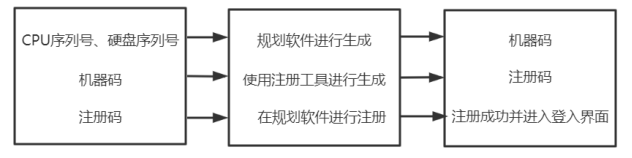 CPU序列号、硬盘序列号
规划软件进行生成
机器码
机器码
使用注册工具进行生成
注册码
注册码
在规划软件进行注册
注册成功并进入登入界面